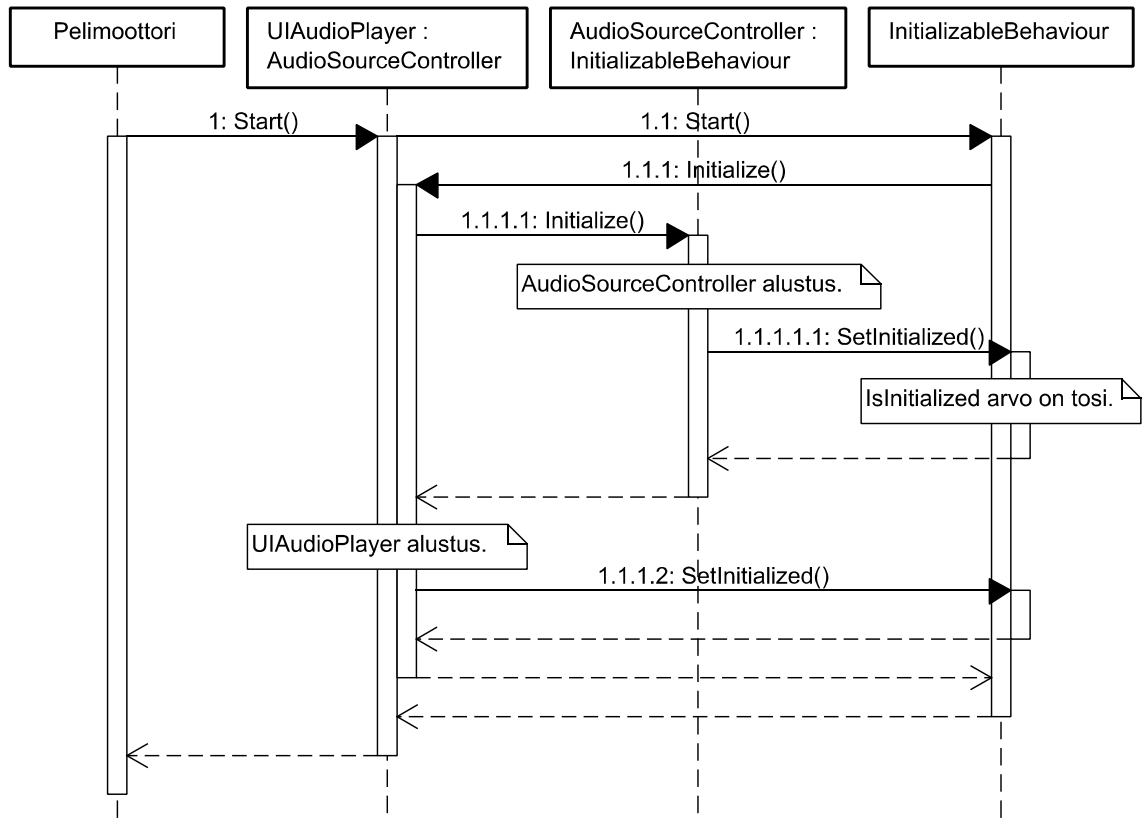 Pelimoottori
UIAudioPlayer :
AudioSourceController
AudioSourceController :
InitializableBehaviour
InitializableBehaviour
1: Start()
1.1: Start()
1.1.1: Initialize()
1.1.1.1: Initialize()
AudioSourceController alustus.
1.1.1.1.1: SetInitialized()
IsInitialized arvo on tosi.
UIAudioPlayer alustus.
1.1.1.2: SetInitialized()